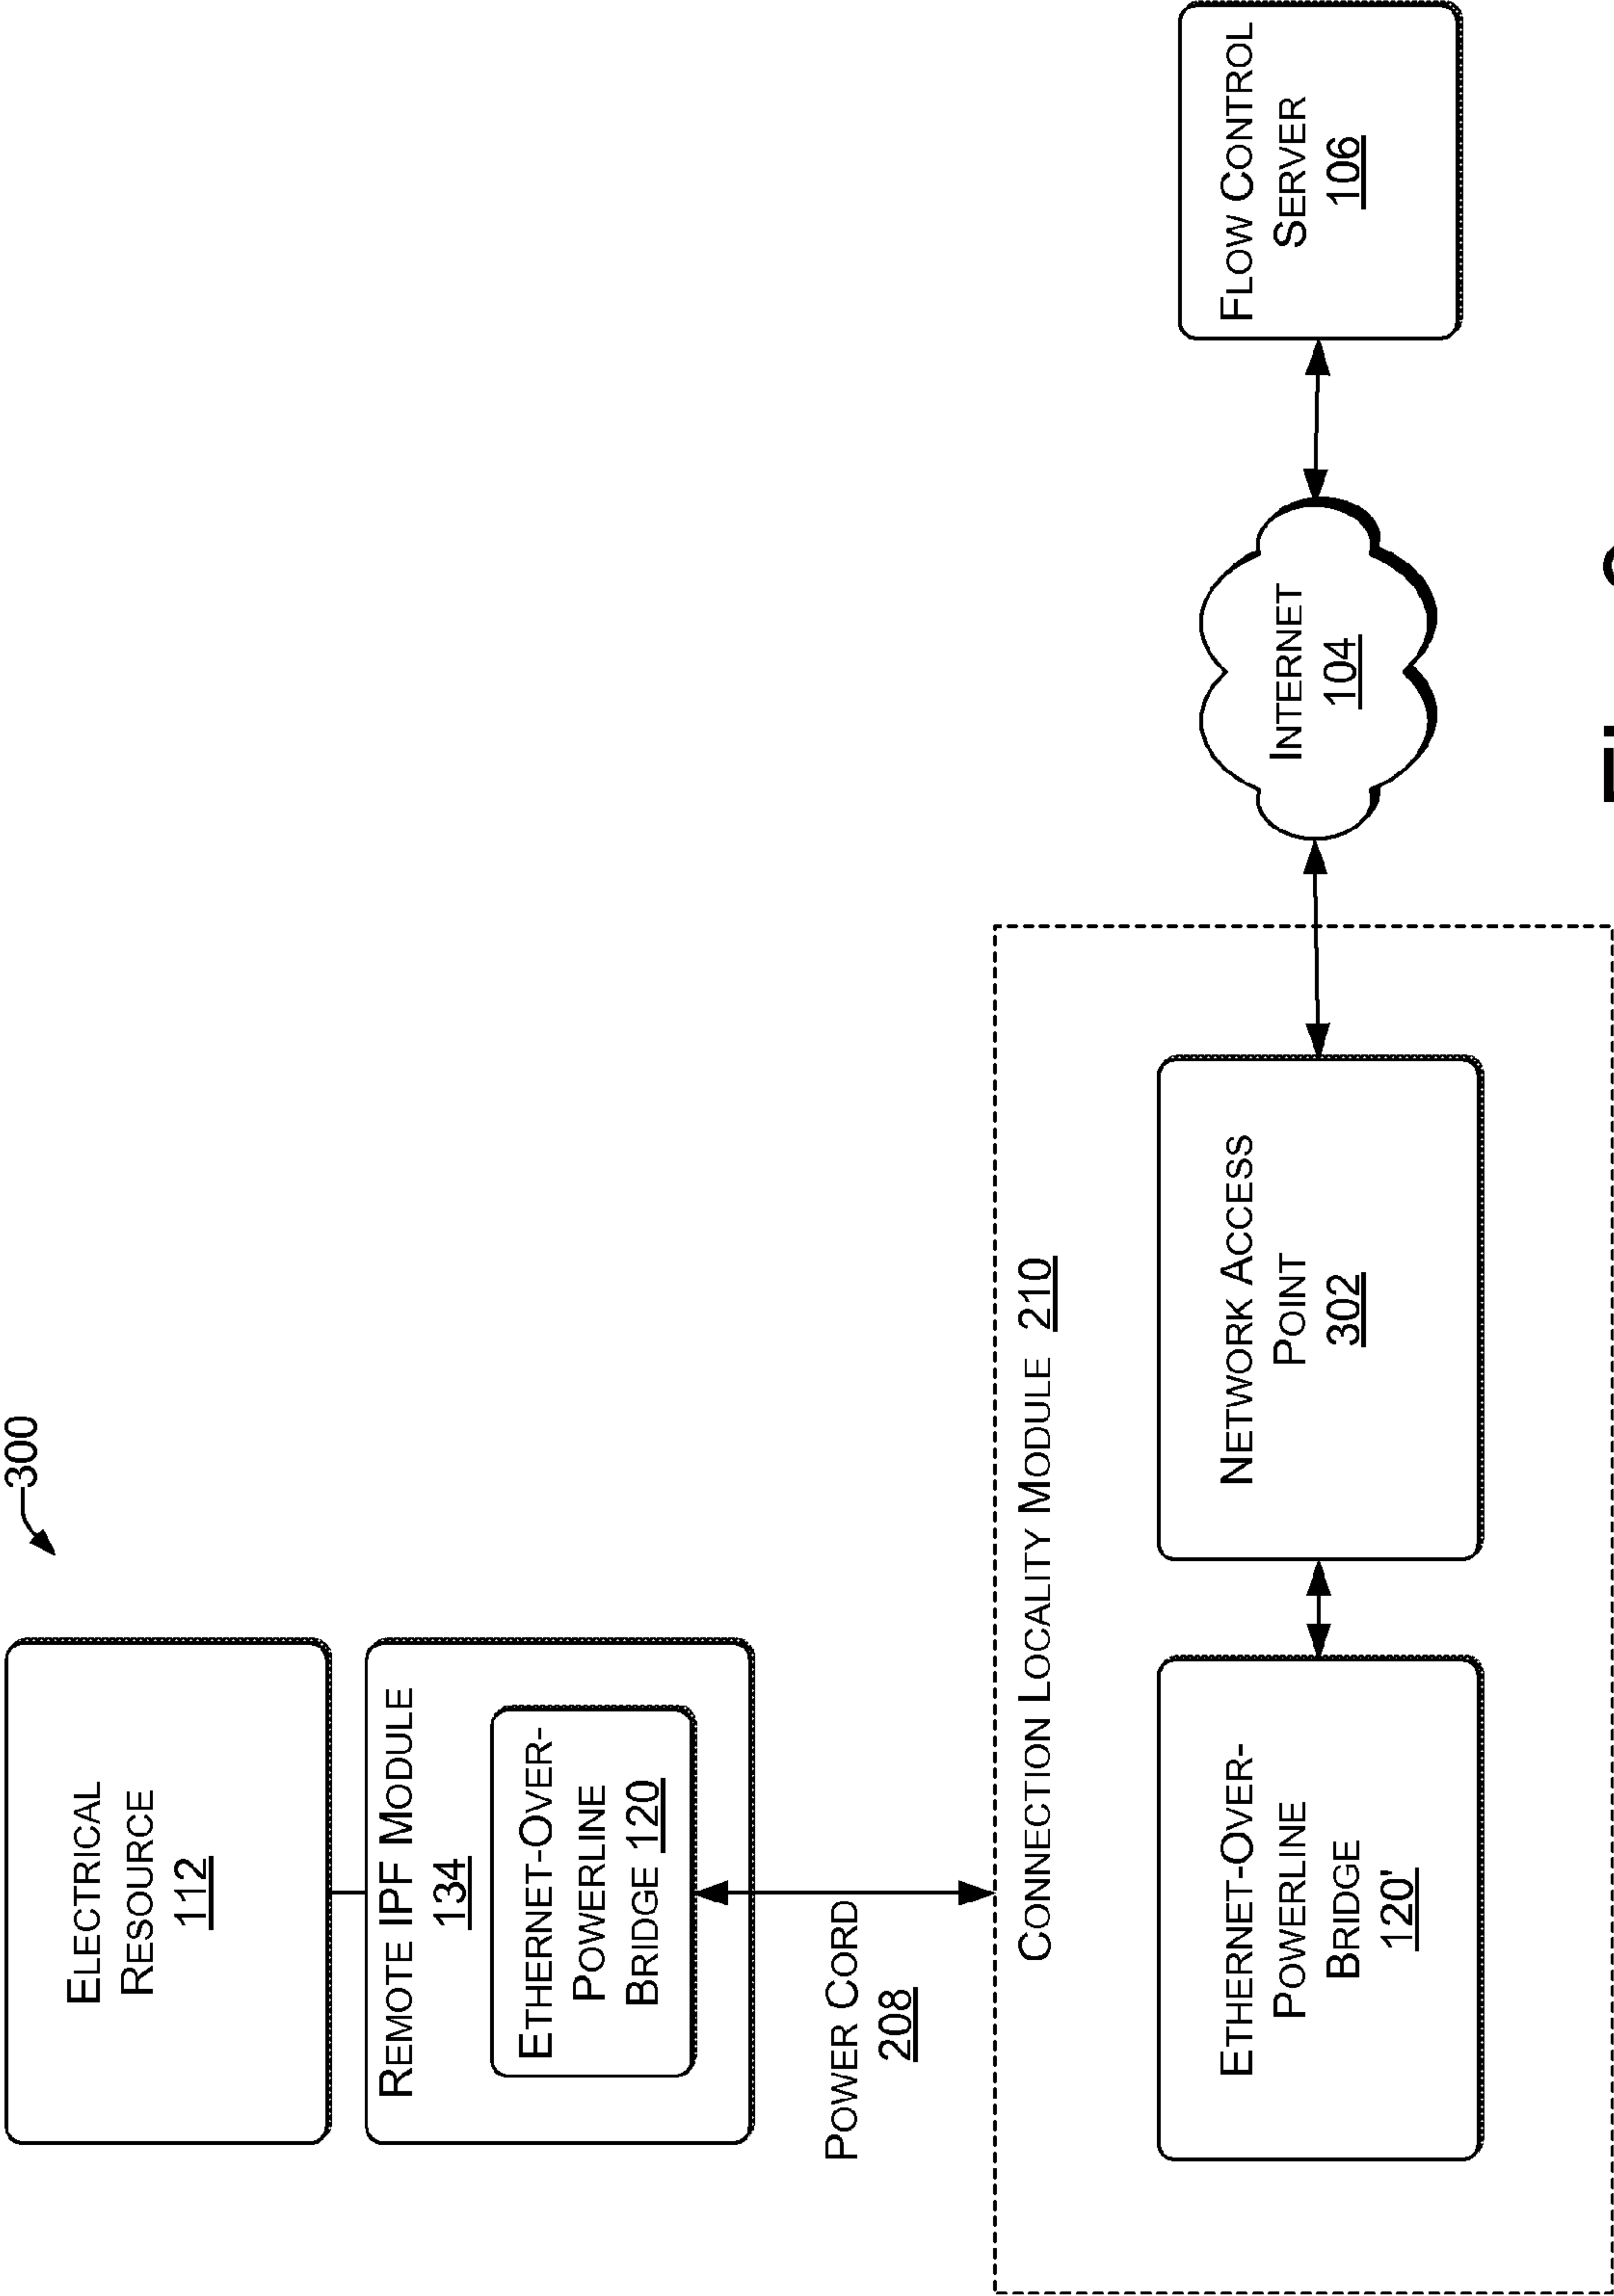 300
ELECTRICAL
RESOURCE
112
REMOTE IPF MODULE
134
ETHERNET-OVER-
POWERLINE
BRIDGE 120
POWER CORD
208
CONNECTION LOCALITY MODULE 210
ETHERNET-OVER-
POWERLINE
BRIDGE
120'
NETWORK ACCESS
POINT
302
INTERNET
104
FLOW CONTROL
SERVER
106